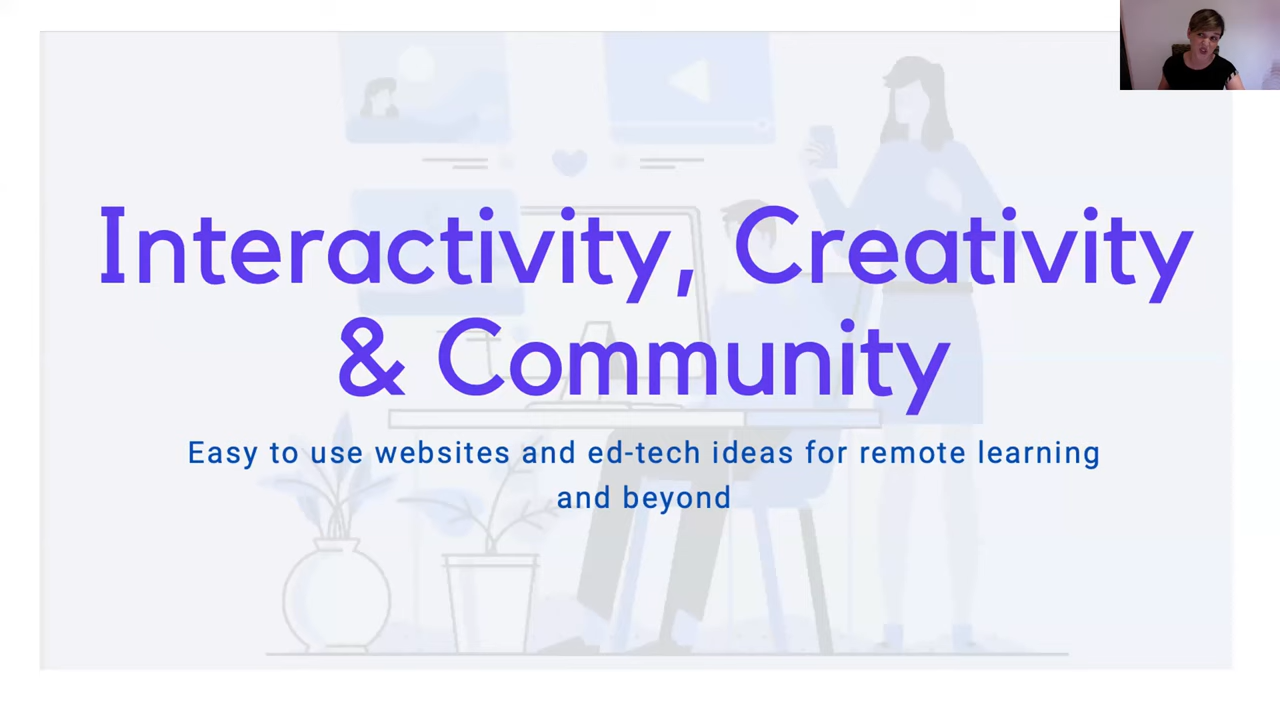 Interactivity, Creativity
& Community
Easy to use websites and ed-tech ideas for remote learning
and beyond